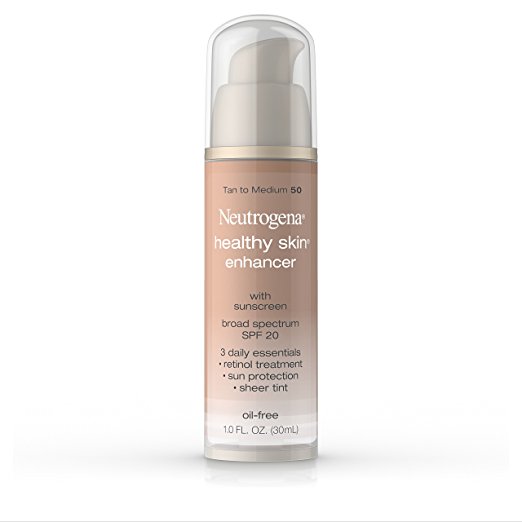 Tan to Medium 50
Neutrogena®
healthy skin®
enhancer
with
sunscreen
broad spectrum
SPF 20
3 daily essentials
• retinol treatment
• sun protection
• sheer tint
oil-free
1.0 FL. OZ. (30mL)